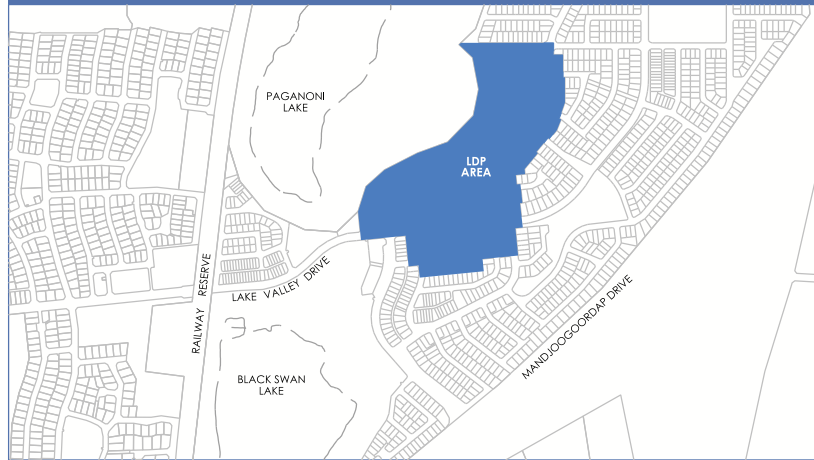 PAGANONI
LAKE
LDP
AREA
RAILWAY RESERVE
LAKE VALLEY DRIVE
MANDJOOGOORDAP DRIVE
BLACK SWAN
LAKE